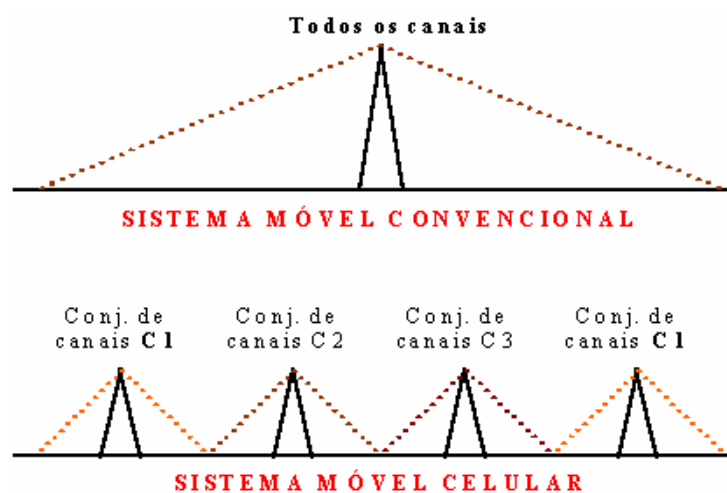 Todos os canais
SISTEMA MÓVEL CONVENCIONAL
Conj. de
canais C1
Conj. de
canais C2
Conj. de
canais C3
Conj. de
canais C1
SISTEMA MÓVEL CELULAR